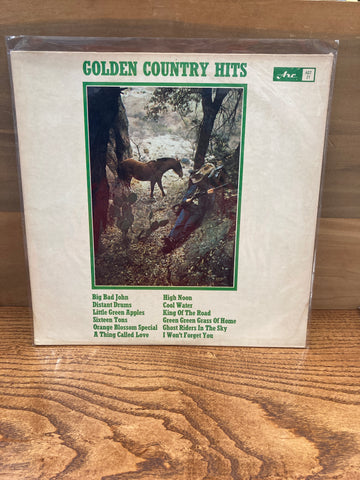 GOLDEN COUNTRY HITS
Arc
Big Bad John
Distant Drums
Little Green Apples
Sixteen Tons
Orange Blossom Special
A Thing Called Love
High Noon
Cool Water
King Of The Road
Green Green Grass Of Home
Ghost Riders In The Sky
I Won't Forget You